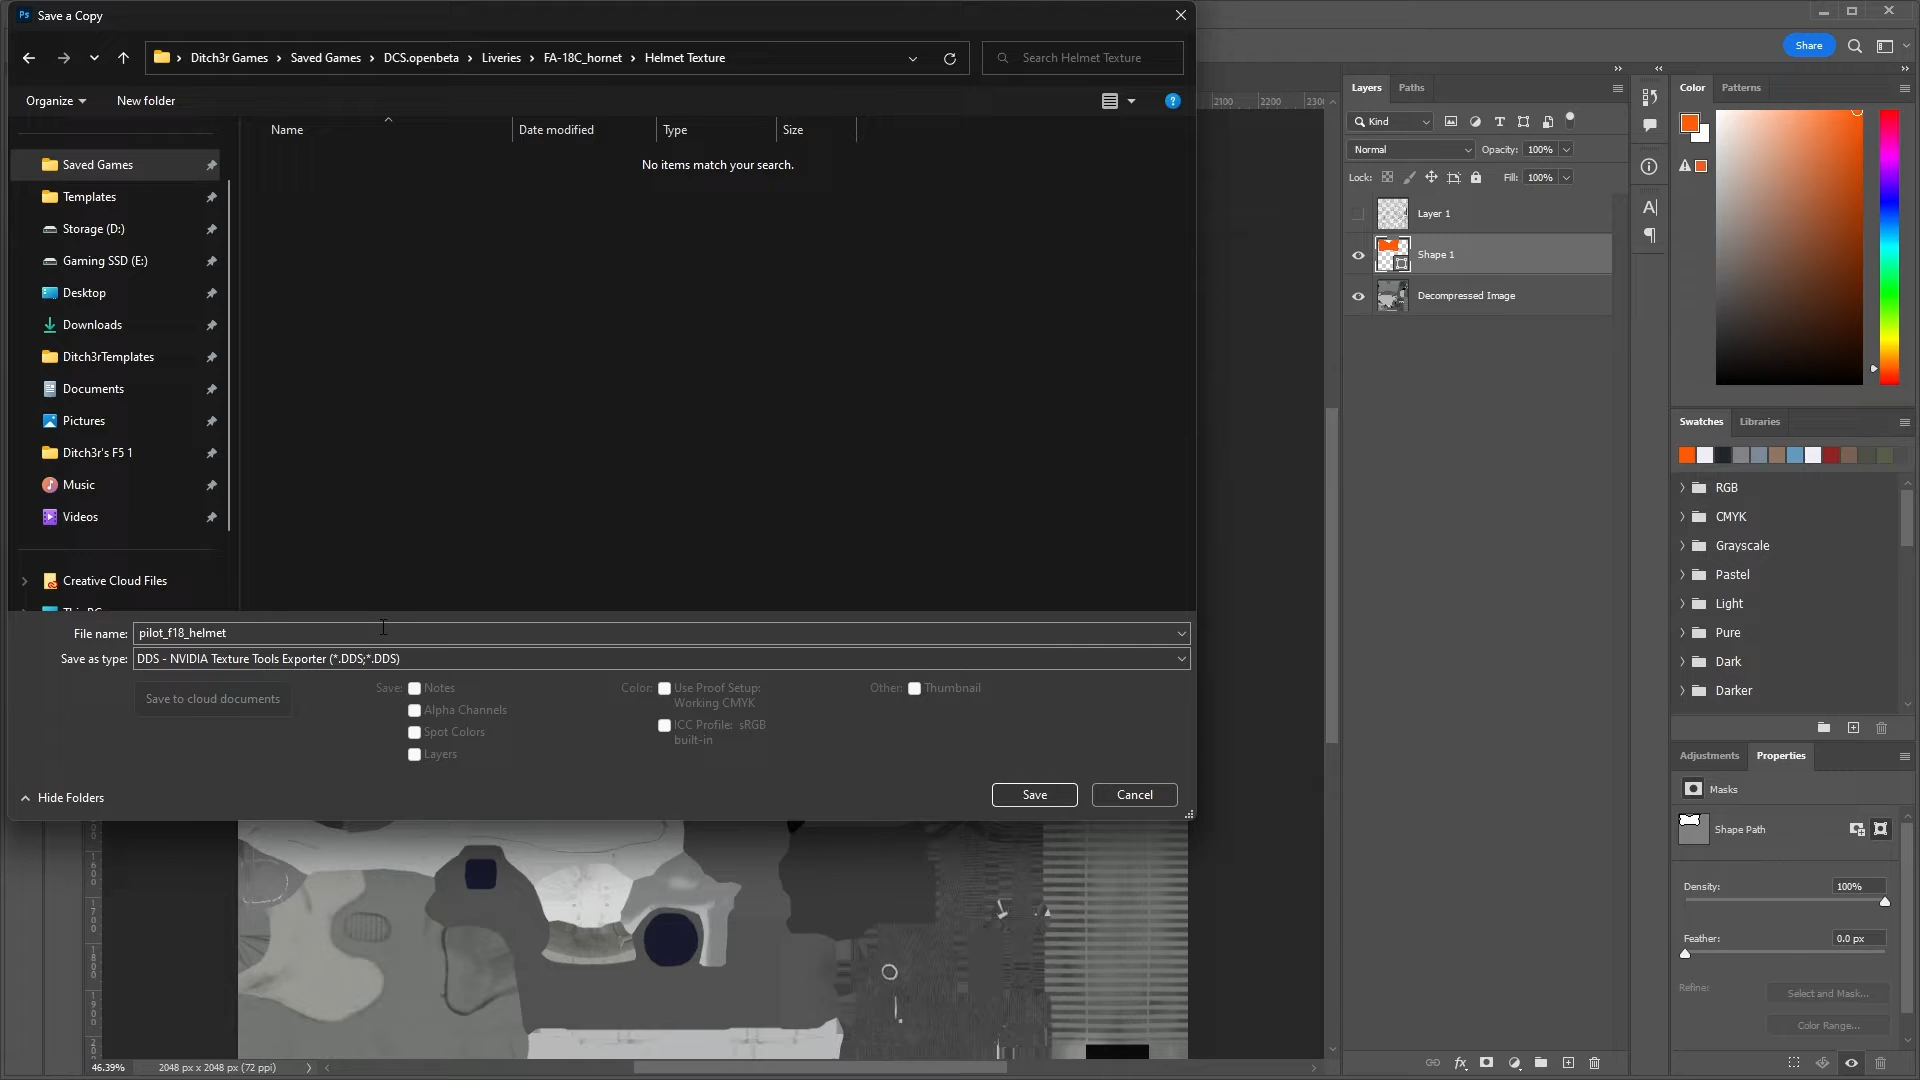 Ps Save a Copy
Share
Ditch3r Games > Saved Games > DCS.openbeta > Liveries > FA-18C_hornet > Helmet Texture
Search Helmet Texture
Organize
New folder
Name
Date modified
Type
Size
No items match your search.
Saved Games
Templates
Storage (D:)
Gaming SSD (E:)
Desktop
Downloads
Ditch3rTemplates
Documents
Pictures
Ditch3r's F5 1
Music
Videos
Creative Cloud Files
File name: pilot_f18_helmet
Save as type: DDS - NVIDIA Texture Tools Exporter (*.DDS;*.DDS)
Save to cloud documents
Save: Notes
Alpha Channels
Spot Colors
Layers
Color: Use Proof Setup:
Working CMYK
ICC Profile: sRGB
built-in
Other: Thumbnail
Hide Folders
Save
Cancel
2100
2200
2300
1600
1700
1800
1900
46.39%
2048 px x 2048 px (72 ppi)
Layers
Paths
Kind
Normal
Opacity: 100%
Lock:
Fill: 100%
Layer 1
Shape 1
Decompressed Image
Color
Patterns
Swatches
Libraries
RGB
CMYK
Grayscale
Pastel
Light
Pure
Dark
Darker
Adjustments
Properties
Masks
Shape Path
Density: 100%
Feather: 0.0 px
Refine:
Select and Mask...
Color Range...